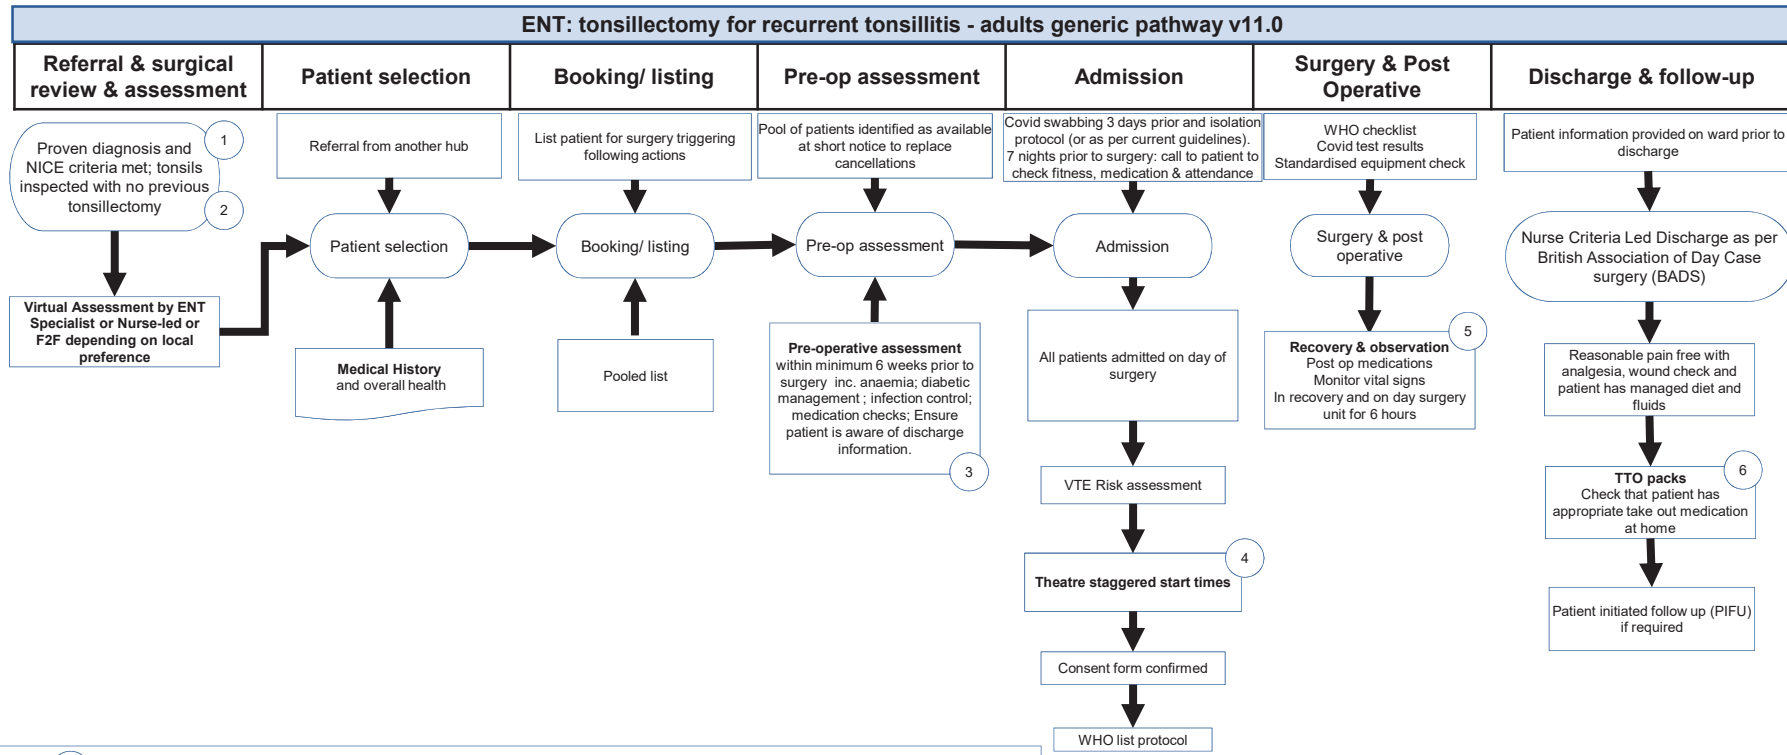 ENT: tonsillectomy for recurrent tonsillitis - adults generic pathway v11.0
Referral & surgical
review & assessment
Patient selection
Booking/ listing
Pre-op assessment
Admission
Surgery & Post
Operative
Discharge & follow-up
Proven diagnosis and
NICE criteria met; tonsils
inspected with no previous
tonsillectomy
1
2
Virtual Assessment by ENT
Specialist or Nurse-led or
F2F depending on local
preference
Referral from another hub
Patient selection
Medical History
and overall health
List patient for surgery triggering
following actions
Booking/ listing
Pooled list
Pool of patients identified as available
at short notice to replace
cancellations
Pre-op assessment
Pre-operative assessment
within minimum 6 weeks prior to
surgery inc. anaemia; diabetic
management ; infection control;
medication checks; Ensure
patient is aware of discharge
information.
3
Covid swabbing 3 days prior and isolation
protocol (or as per current guidelines).
7 nights prior to surgery: call to patient to
check fitness, medication & attendance
Admission
All patients admitted on day of
surgery
VTE Risk assessment
Theatre staggered start times
4
Consent form confirmed
WHO list protocol
WHO checklist
Covid test results
Standardised equipment check
Surgery & post
operative
Recovery & observation
Post op medications
Monitor vital signs
In recovery and on day surgery
unit for 6 hours
5
Patient information provided on ward prior to
discharge
Nurse Criteria Led Discharge as per
British Association of Day Case
surgery (BADS)
Reasonable pain free with
analgesia, wound check and
patient has managed diet and
fluids
TTO packs
Check that patient has
appropriate take out medication
at home
6
Patient initiated follow up (PIFU)
if required